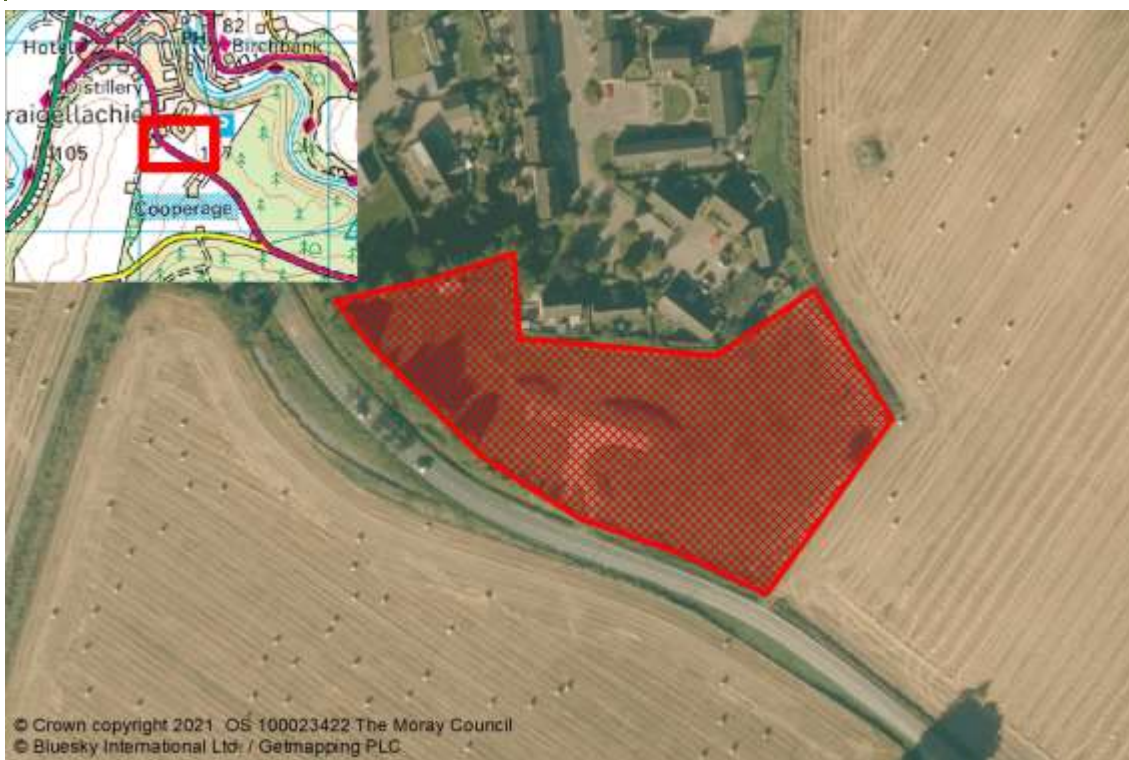 82
PH
Hotel
P
Birchbank
Distillery
raigellachie
105
Cooperage
© Crown copyright 2021 OS 100023422 The Moray Council
© Bluesky International Ltd. / Getmapping PLC